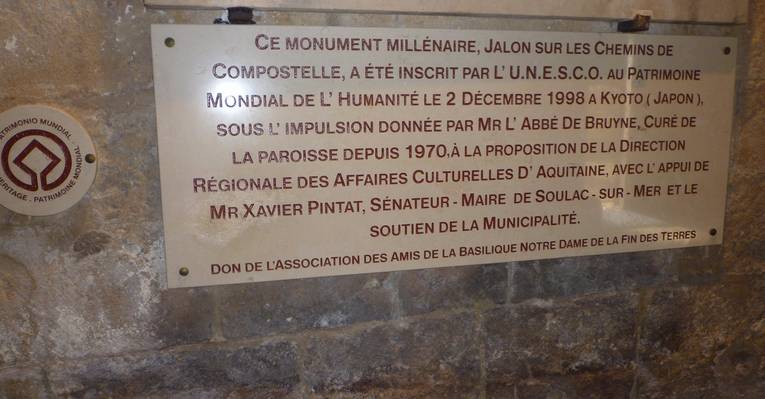 CE MONUMENT MILLÉNAIRE, JALON SUR LES CHEMINS DE
COMPOSTELLE, A ÉTÉ INSCRIT PAR L' U.N.E.S.C.O. AU PATRIMOINE
MONDIAL DE L' HUMANITÉ LE 2 DÉCEMBRE 1998 A KYOTO ( JAPON ),
SOUS L' IMPULSION DONNÉE PAR MR L' ABBÉ DE BRUYNE, CURÉ DE
LA PAROISSE DEPUIS 1970,À LA PROPOSITION DE LA DIRECTION
RÉGIONALE DES AFFAIRES CULTURELLES D' AQUITAINE, AVEC L' APPUI DE
MR XAVIER PINTAT, SÉNATEUR - MAIRE DE SOULAC - SUR - MER ET LE
SOUTIEN DE LA MUNICIPALITÉ.
DON DE L'ASSOCIATION DES AMIS DE LA BASILIQUE NOTRE DAME DE LA FIN DES TERRES
PATRIMONIO MUNDIAL
HERITAGE - PATRIMOINE MONDIAL